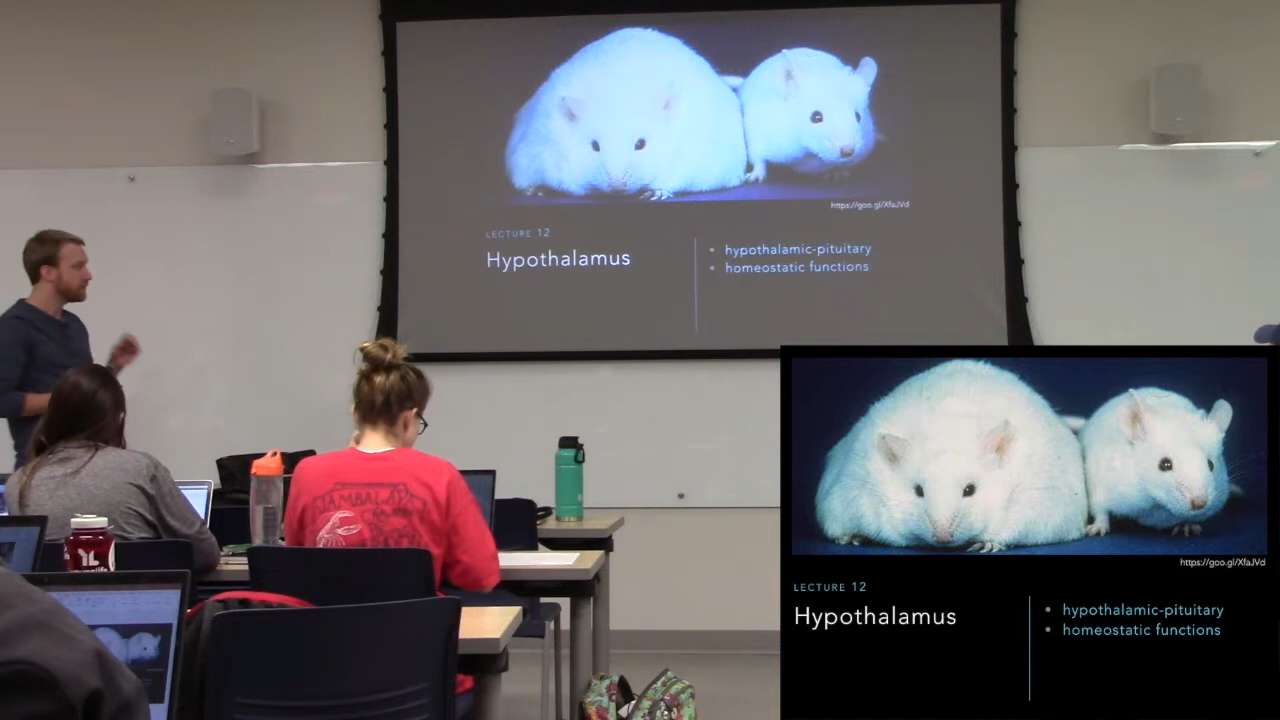 https://goo.gl/XfaJVd
LECTURE 12
Hypothalamus
• hypothalamic-pituitary
• homeostatic functions
JAMBALAYA
https://goo.gl/XfaJVd
LECTURE 12
Hypothalamus
• hypothalamic-pituitary
• homeostatic functions